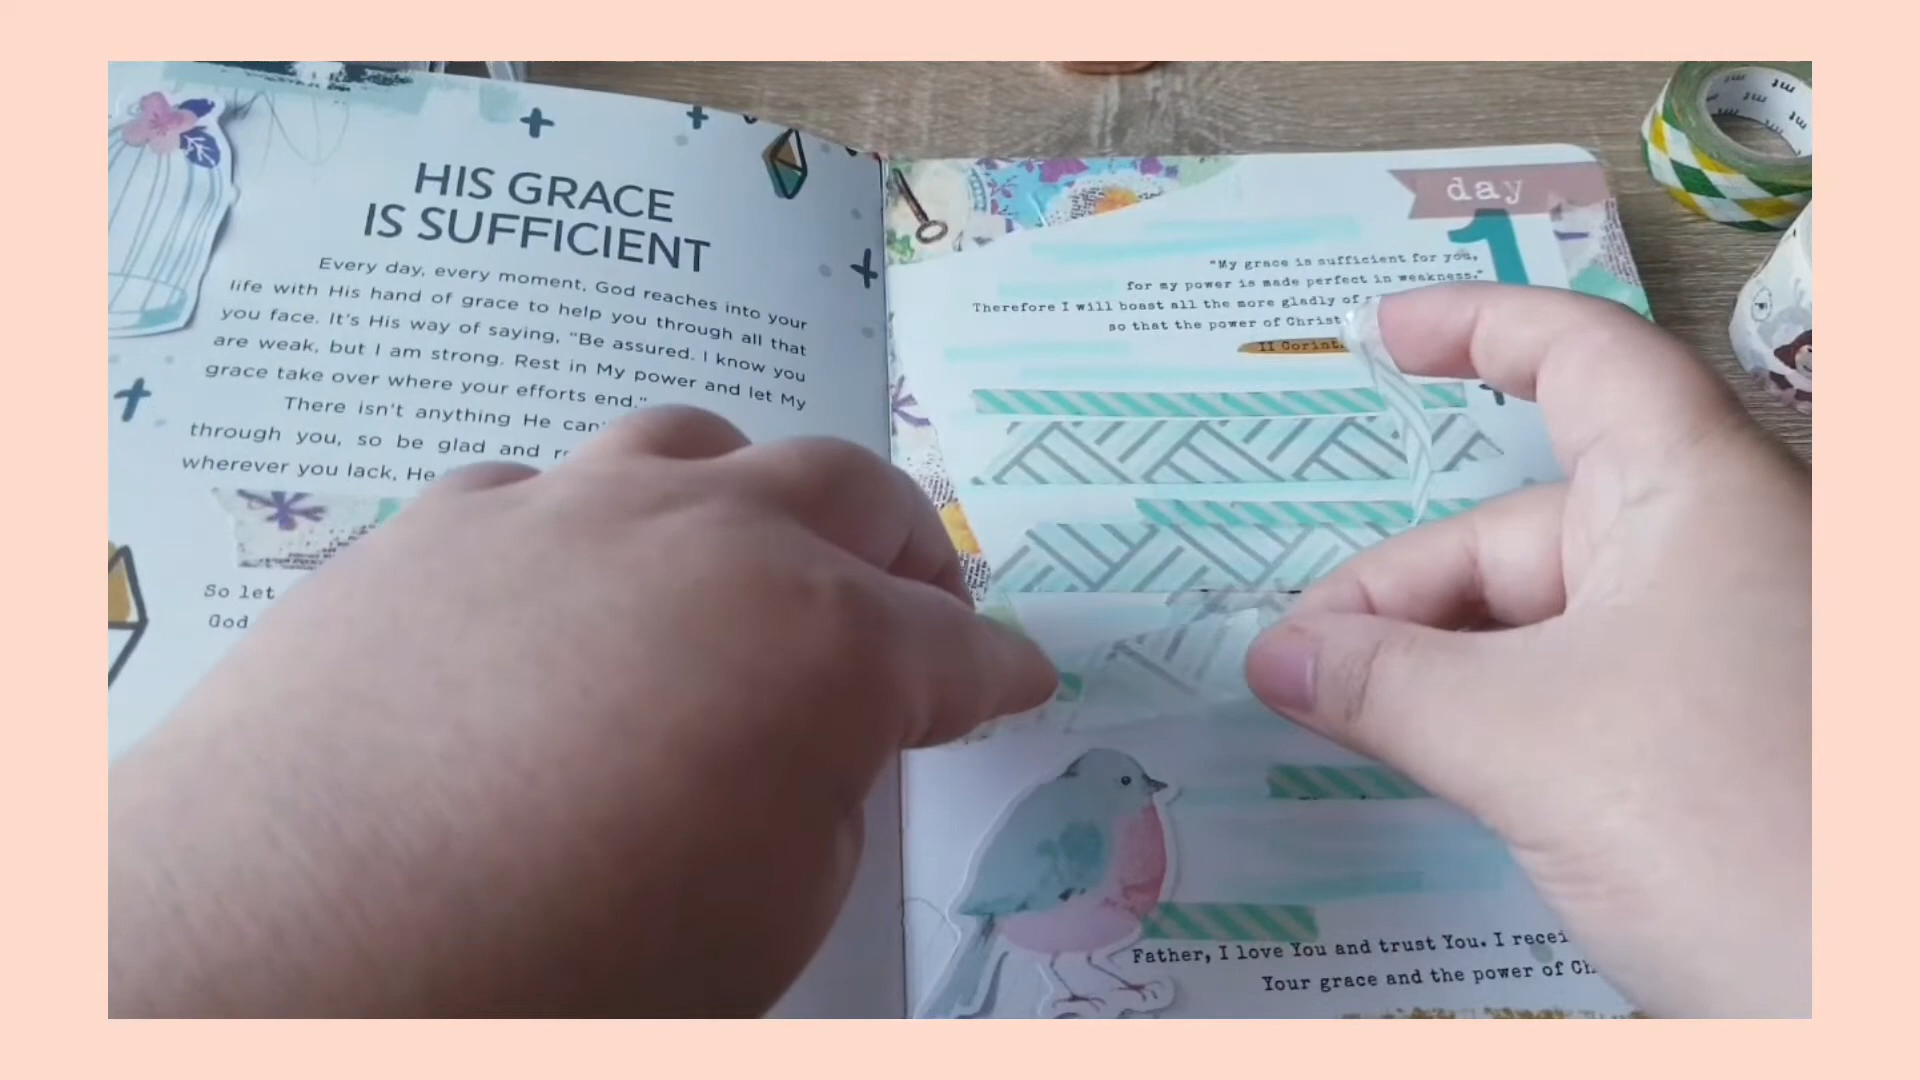 HIS GRACE
IS SUFFICIENT
Every day, every moment, God reaches into your
life with His hand of grace to help you through all that
you face. It's His way of saying, "Be assured. I know you
are weak, but I am strong. Rest in My power and let My
grace take over where your efforts end."
There isn't anything He can'
through you, so be glad and
wherever you lack, He
So let
God
day
1
"My grace is sufficient for you,
for my power is made perfect in weakness."
Therefore I will boast all the more gladly of
so that the power of Christ
II
Father, I love You and trust You. I
Your grace and the power of
mt
mt
mt
mt